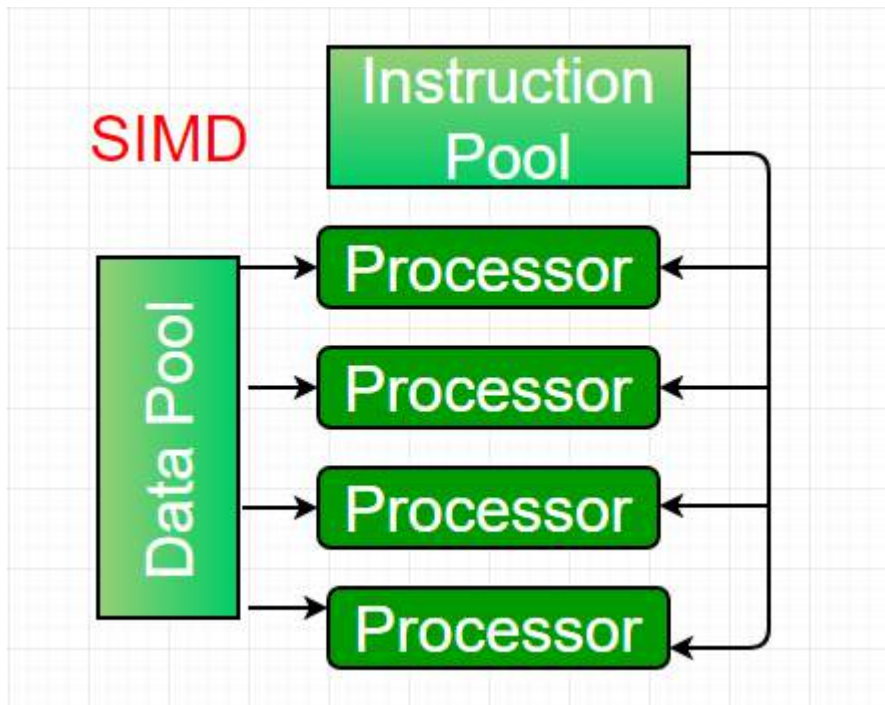 SIMD
Instruction
Pool
Data Pool
Processor
Processor
Processor
Processor